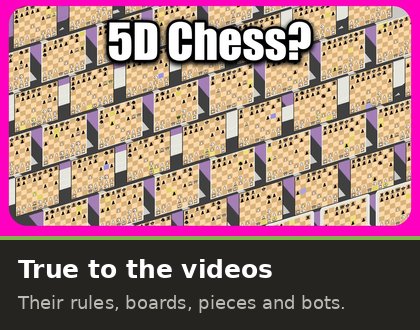 5D Chess?
True to the videos
Their rules, boards, pieces and bots.